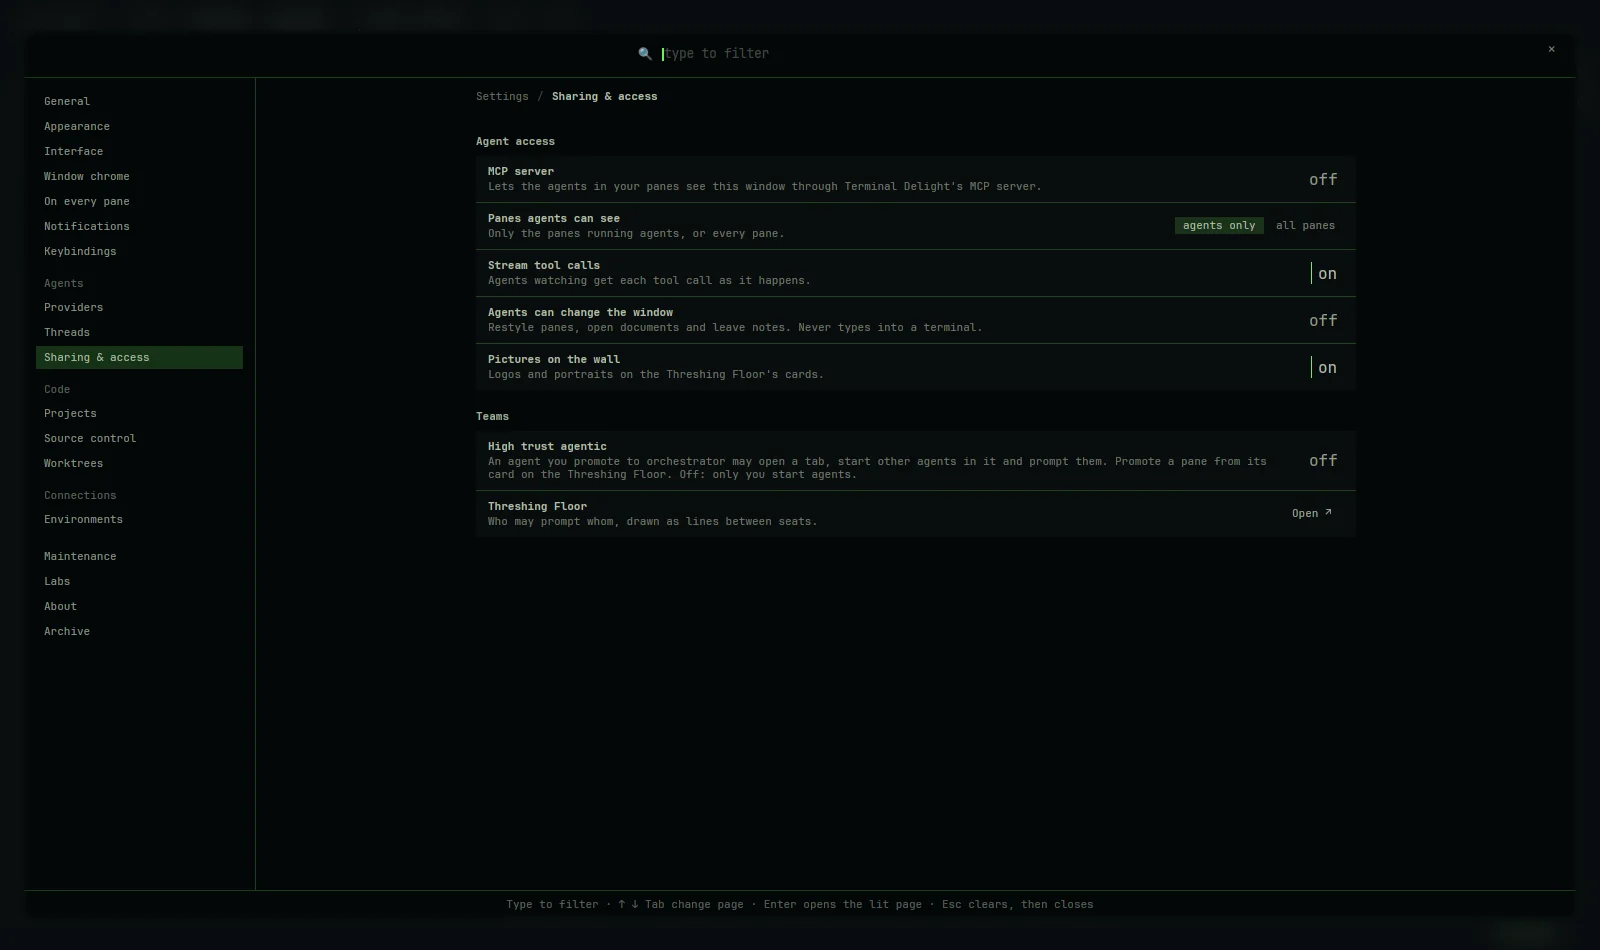 type to filter
×
General
Appearance
Interface
Window chrome
On every pane
Notifications
Keybindings
Agents
Providers
Threads
Sharing & access
Code
Projects
Source control
Worktrees
Connections
Environments
Maintenance
Labs
About
Archive
Settings / Sharing & access
Agent access
MCP server
Lets the agents in your panes see this window through Terminal Delight's MCP server.
off
Panes agents can see
Only the panes running agents, or every pane.
agents only all panes
Stream tool calls
Agents watching get each tool call as it happens.
on
Agents can change the window
Restyle panes, open documents and leave notes. Never types into a terminal.
off
Pictures on the wall
Logos and portraits on the Threshing Floor's cards.
on
Teams
High trust agentic
An agent you promote to orchestrator may open a tab, start other agents in it and prompt them. Promote a pane from its
card on the Threshing Floor. Off: only you start agents.
off
Threshing Floor
Who may prompt whom, drawn as lines between seats.
Open ↗
Type to filter · ↑ ↓ Tab change page · Enter opens the lit page · Esc clears, then closes